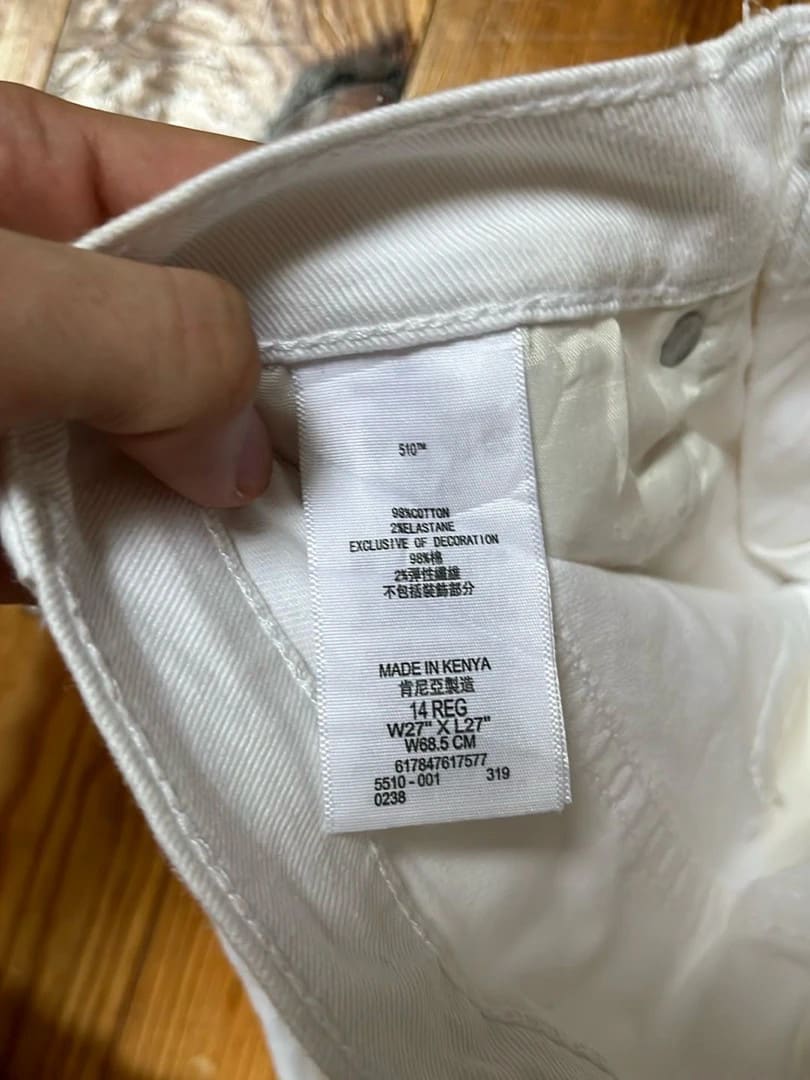 510™
98%COTTON
2%ELASTANE
EXCLUSIVE OF DECORATION
98%棉
2%彈性纖維
不包括裝飾部分
MADE IN KENYA
肯尼亞製造
14 REG
W27" X L27"
W68.5 CM
617847617577
5510-001 319
0238